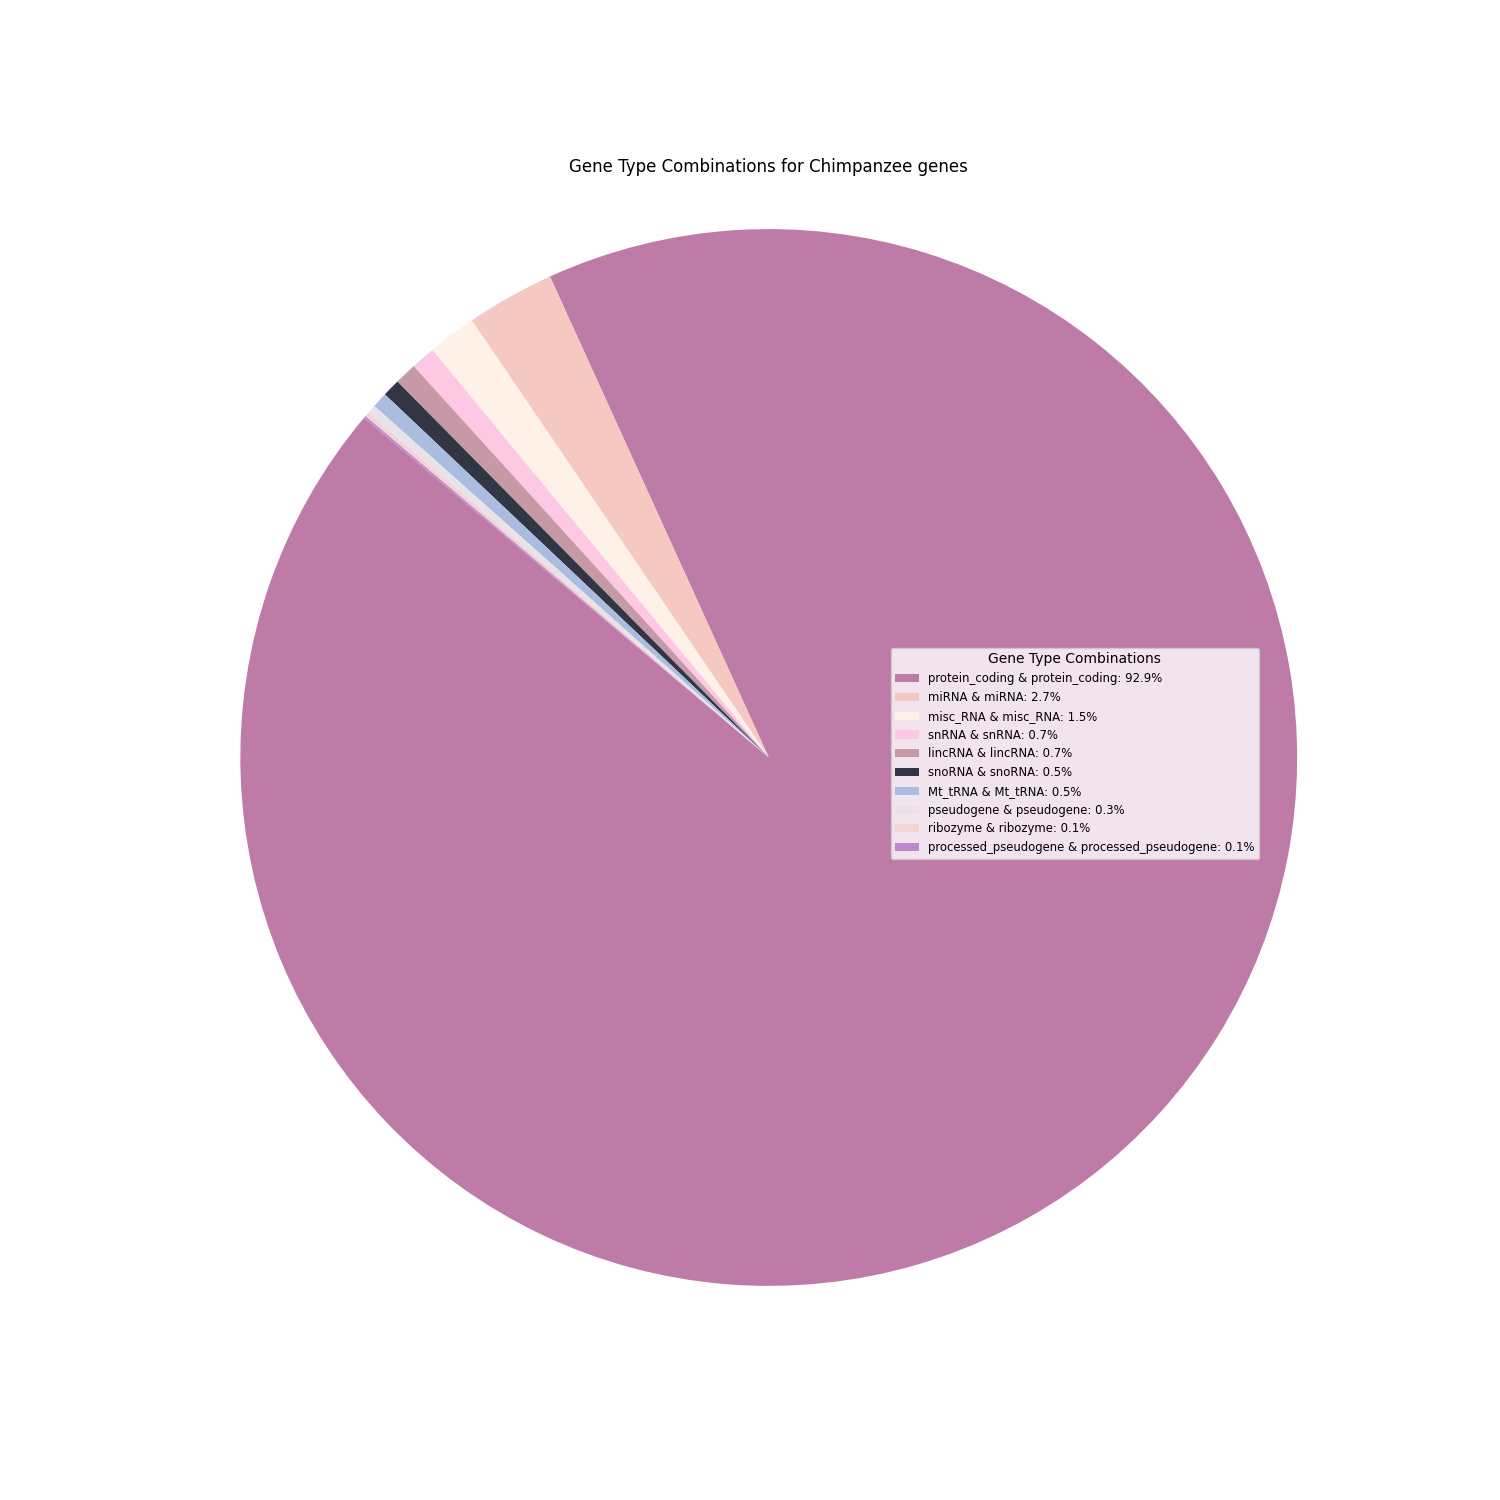 Gene Type Combinations for Chimpanzee genes
Gene Type Combinations
protein_coding & protein_coding: 92.9%
miRNA & miRNA: 2.7%
misc_RNA & misc_RNA: 1.5%
snRNA & snRNA: 0.7%
lincRNA & lincRNA: 0.7%
snoRNA & snoRNA: 0.5%
Mt_tRNA & Mt_tRNA: 0.5%
pseudogene & pseudogene: 0.3%
ribozyme & ribozyme: 0.1%
processed_pseudogene & processed_pseudogene: 0.1%